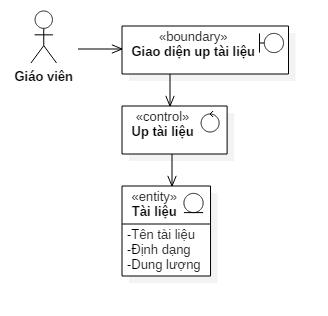 «boundary»
Giao diện up tài liệu
Giáo viên
«control»
Up tài liệu
«entity»
Tài liệu
-Tên tài liệu
-Định dạng
-Dung lượng